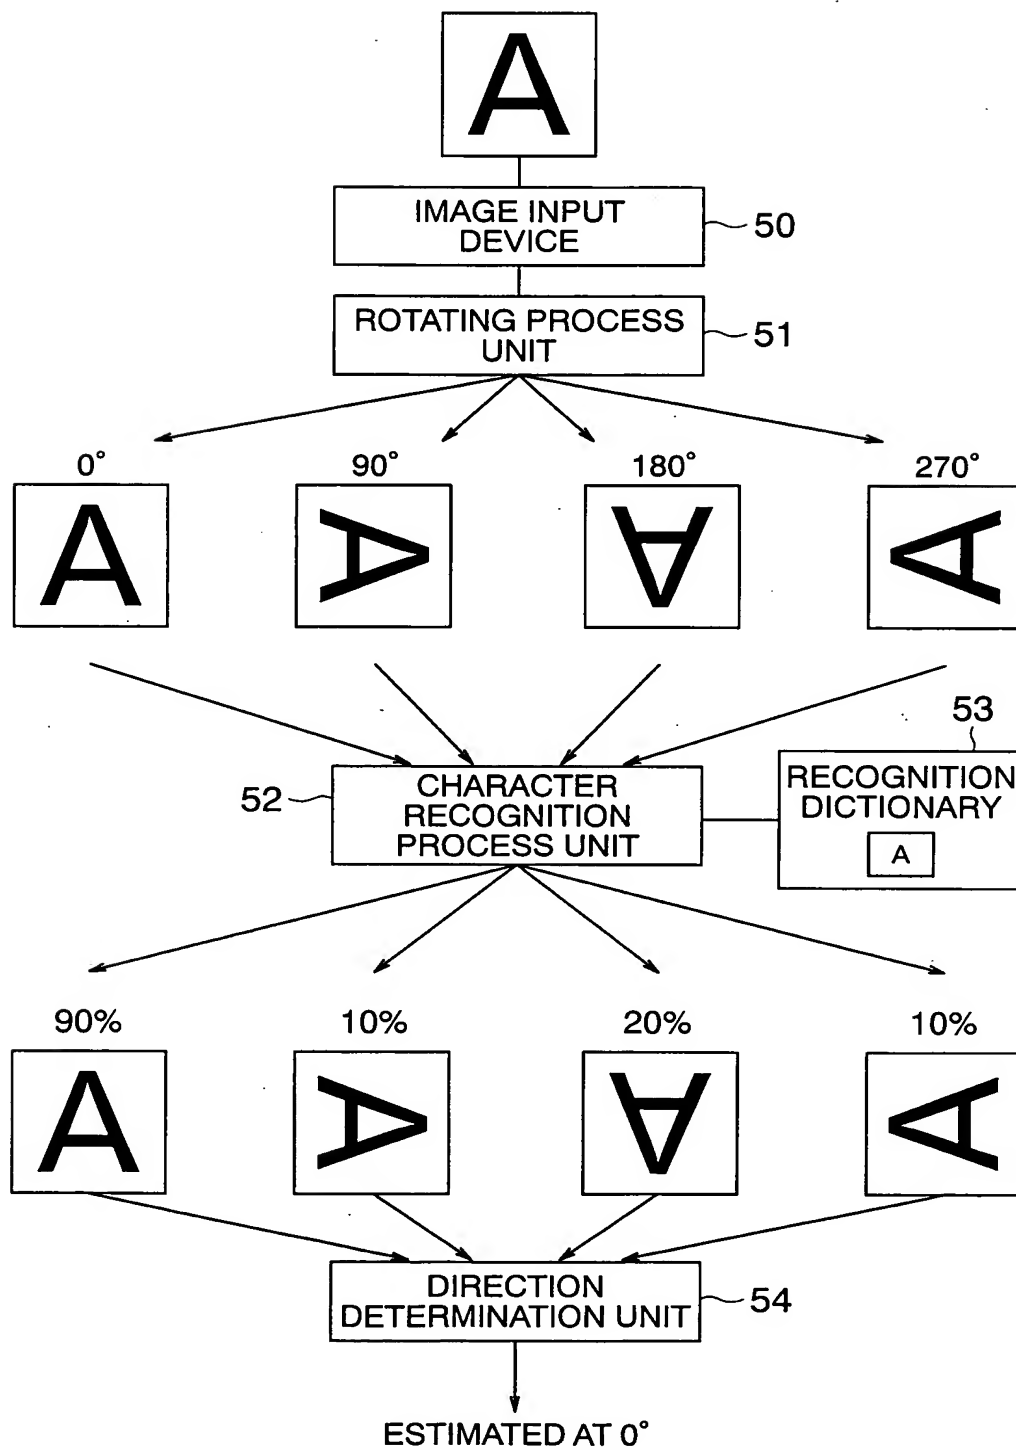 A
IMAGE INPUT
DEVICE
50
ROTATING PROCESS
UNIT
51
0° 90° 180° 270°
A A A A
53
52
CHARACTER
RECOGNITION
PROCESS UNIT
RECOGNITION
DICTIONARY
A
90% 10% 20% 10%
A A A A
DIRECTION
DETERMINATION UNIT
54
ESTIMATED AT 0°